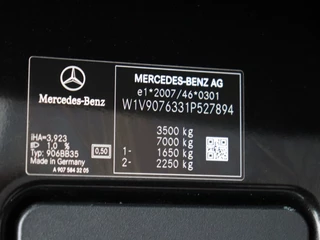 MERCEDES-BENZ AG
e1*2007/46*0301
W1V9076331P527894
Mercedes-Benz
3500 kg
7000 kg
1- 1650 kg
2- 2250 kg
iHA=3,923
1,0 %
Typ: 906BB35 0,50
Made in Germany
A 907 584 32 05